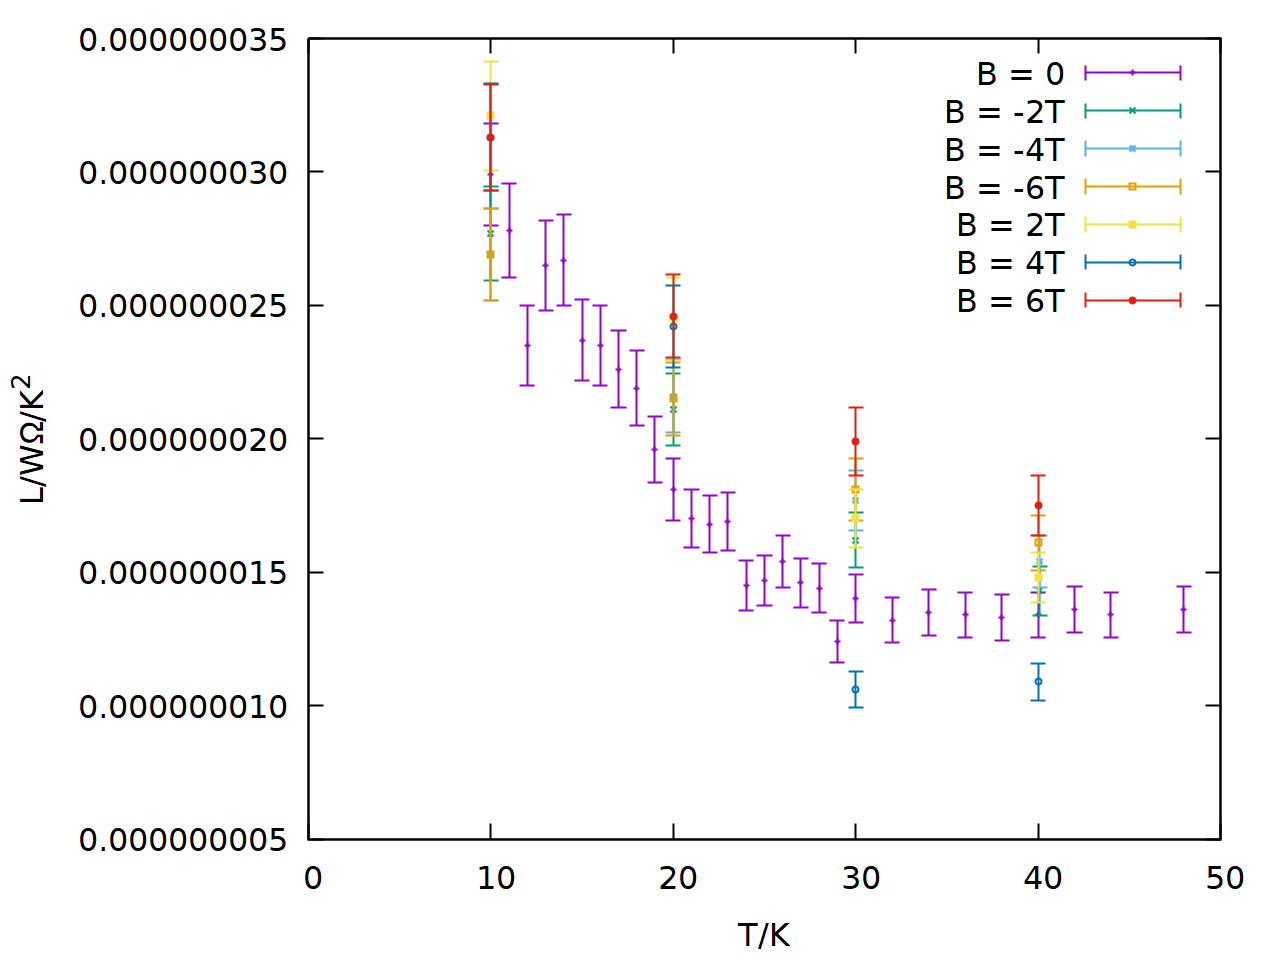 0.000000035
0.000000030
0.000000025
0.000000020
0.000000015
0.000000010
0.000000005
L/WΩ/K²
B = 0
B = -2T
B = -4T
B = -6T
B = 2T
B = 4T
B = 6T
0 10 20 30 40 50
T/K